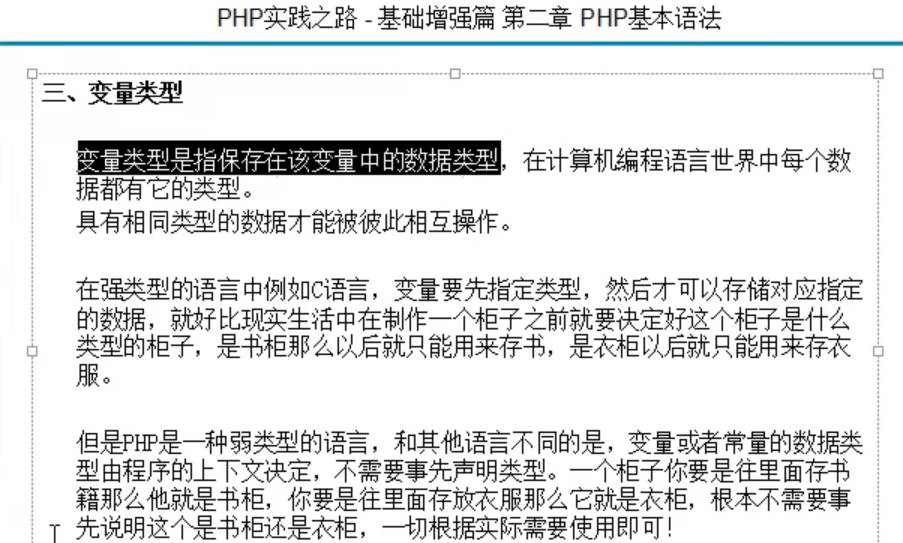 PHP实践之路 - 基础增强篇 第二章 PHP基本语法
三、变量类型
变量类型是指保存在该变量中的数据类型，在计算机编程语言世界中每个数
据都有它的类型。
具有相同类型的数据才能被彼此相互操作。
在强类型的语言中例如C语言，变量要先指定类型，然后才可以存储对应指定
的数据，就好比现实生活中在制作一个柜子之前就要决定好这个柜子是什么
类型的柜子，是书柜那么以后就只能用来存书，是衣柜以后就只能用来存衣
服。
但是PHP是一种弱类型的语言，和其他语言不同的是，变量或者常量的数据类
型由程序的上下文决定，不需要事先声明类型。一个柜子你要是往里面存书
籍那么他就是书柜，你要是往里面存放衣服那么它就是衣柜，根本不需要事
先说明这个是书柜还是衣柜，一切根据实际需要使用即可！